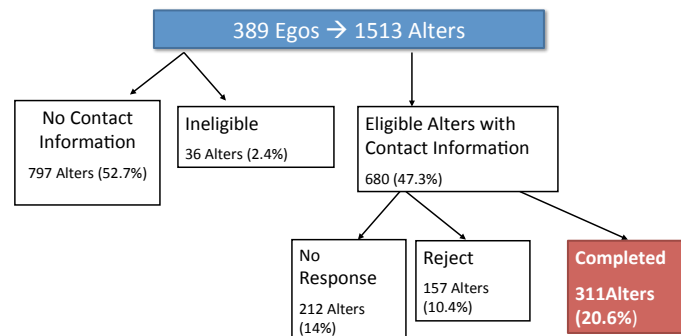 389 Egos → 1513 Alters
No Contact
Information
797 Alters (52.7%)
Ineligible
36 Alters (2.4%)
Eligible Alters with
Contact Information
680 (47.3%)
No
Response
212 Alters
(14%)
Reject
157 Alters
(10.4%)
Completed
311Alters
(20.6%)